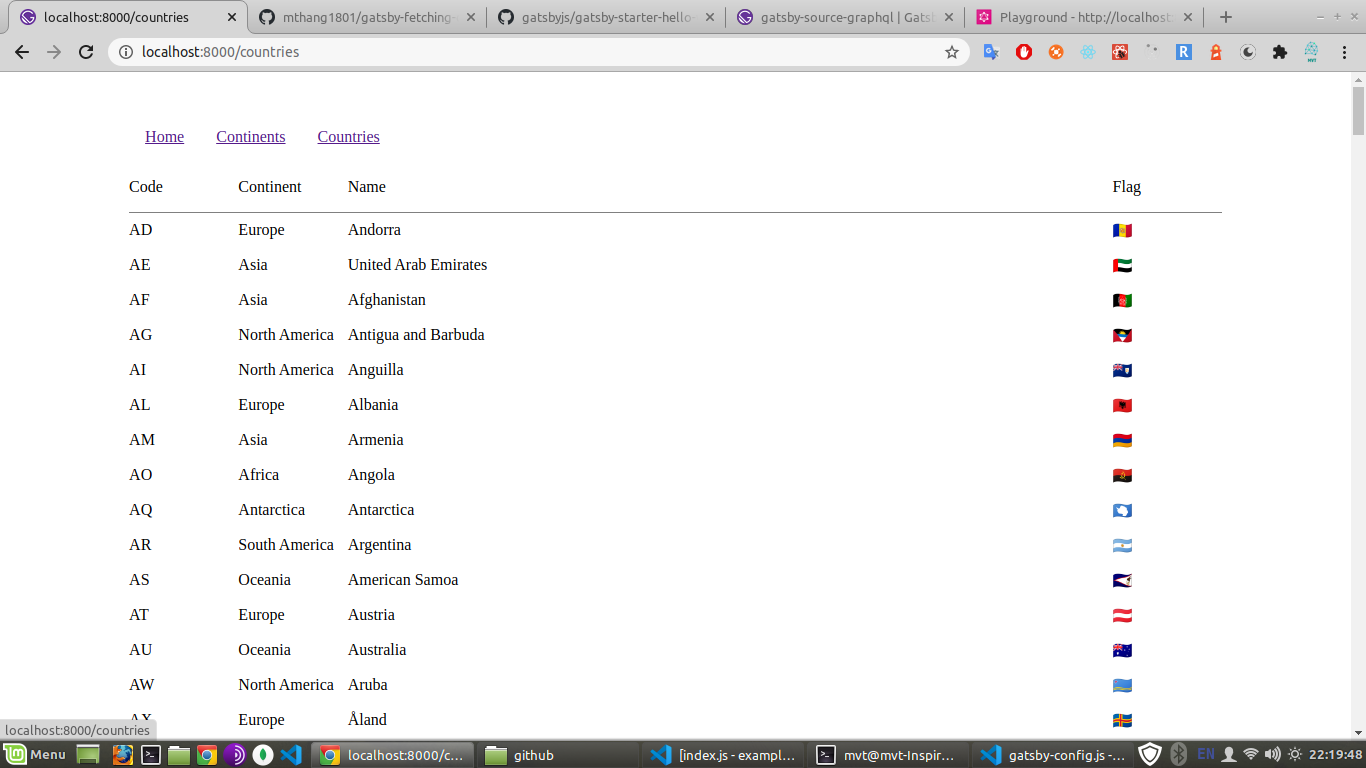 localhost:8000/countries
mthang1801/gatsby-fetching-
gatsbyjs/gatsby-starter-hello-
gatsby-source-graphql | Gats
Playground - http://localhost.
localhost:8000/countries
Home Continents Countries
Code Continent Name Flag
AD Europe Andorra
AE Asia United Arab Emirates
AF Asia Afghanistan
AG North America Antigua and Barbuda
AI North America Anguilla
AL Europe Albania
AM Asia Armenia
AO Africa Angola
AQ Antarctica Antarctica
AR South America Argentina
AS Oceania American Samoa
AT Europe Austria
AU Oceania Australia
AW North America Aruba
AX Europe Åland
localhost:8000/countries
Menu localhost:8000/c... github [index.js - exampl... mvt@mvt-Inspir... gatsby-config.js -... EN 22:19:48